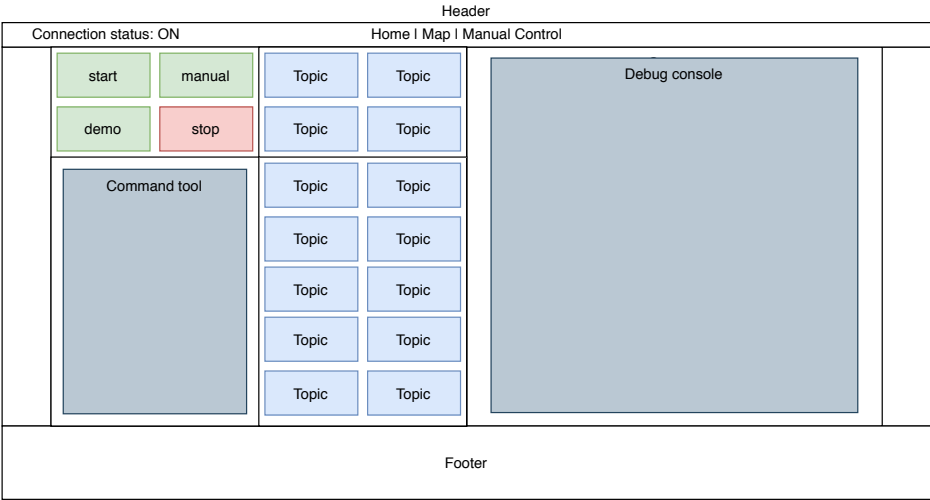 Header
Connection status: ON
Home | Map | Manual Control
start
manual
demo
stop
Command tool
Topic
Topic
Topic
Topic
Topic
Topic
Topic
Topic
Topic
Topic
Topic
Topic
Topic
Topic
Debug console
Footer